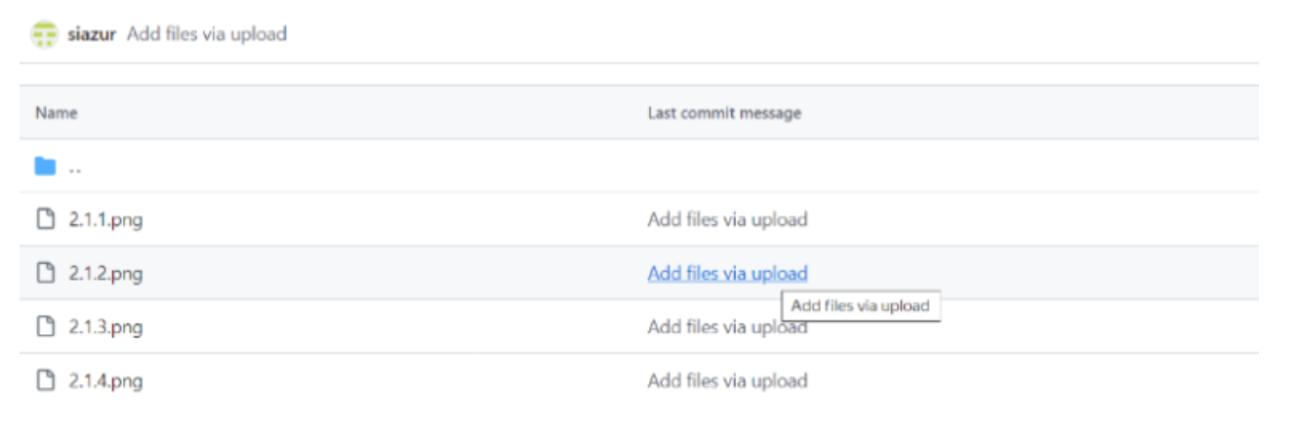 siazur Add files via upload
Name Last commit message
..
2.1.1.png Add files via upload
2.1.2.png Add files via upload
Add files via upload
2.1.3.png Add files via upload
2.1.4.png Add files via upload